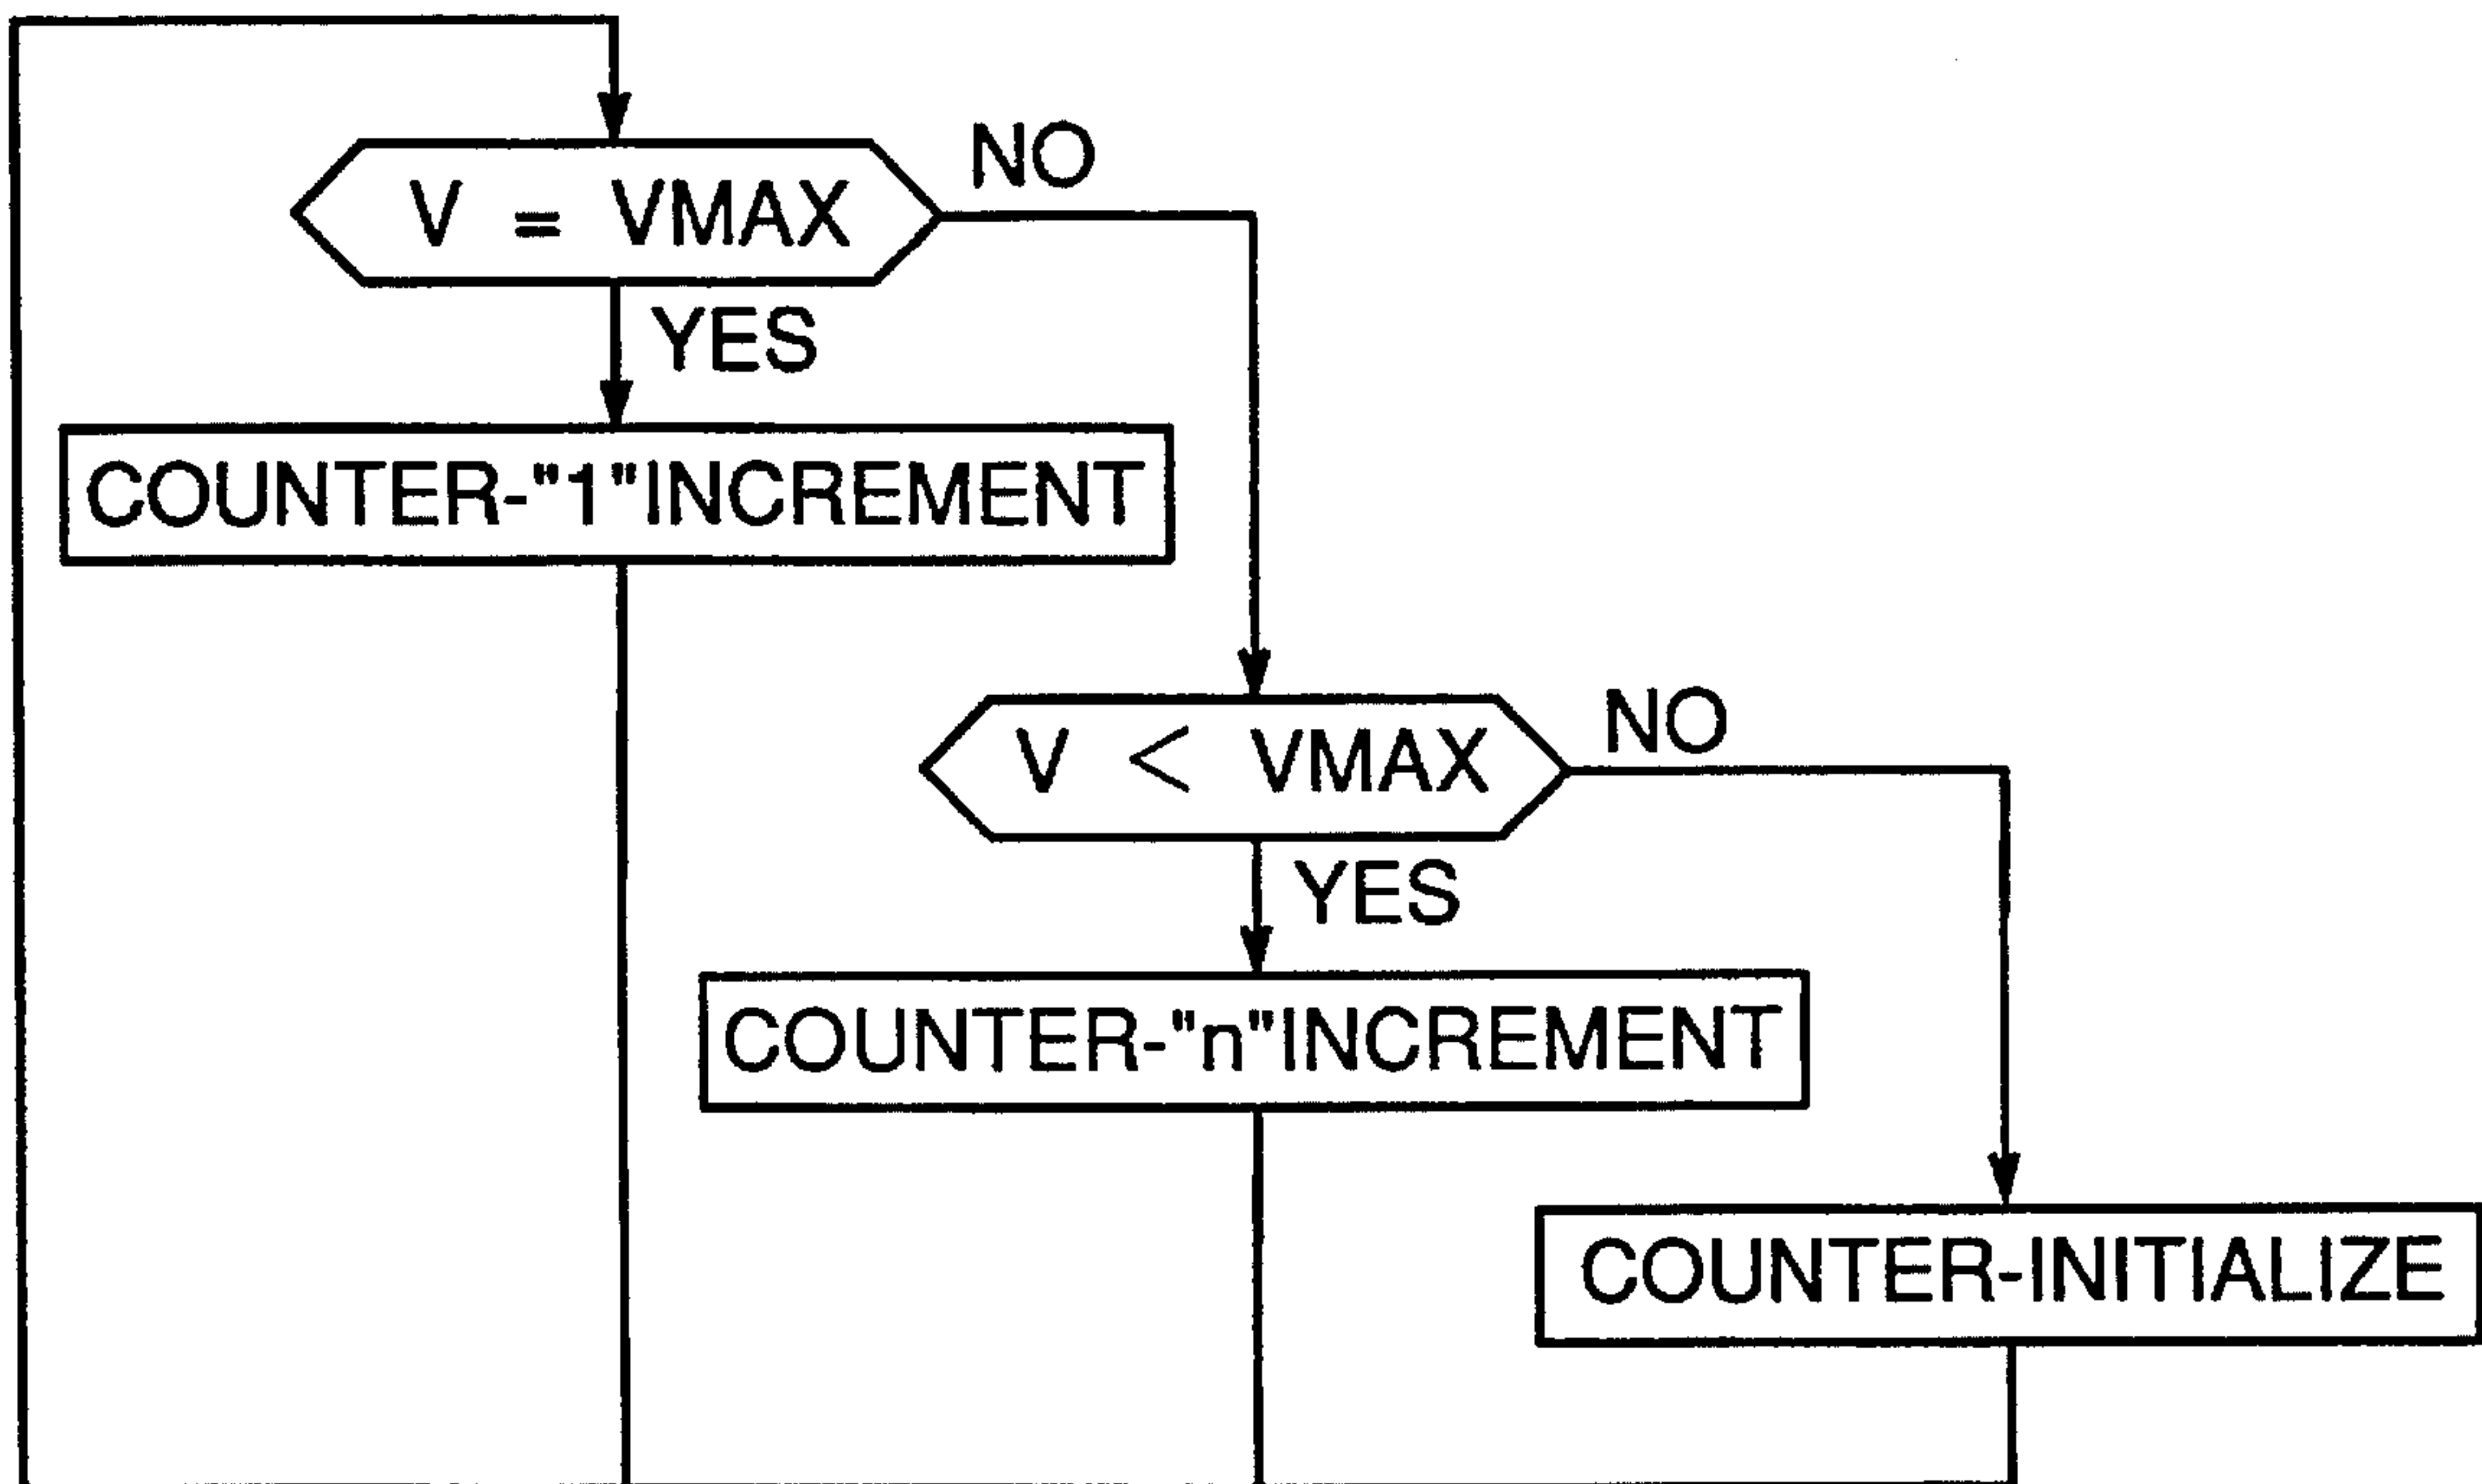 NO
V = VMAX
YES
COUNTER-"1"INCREMENT
NO
V < VMAX
YES
COUNTER-"n"INCREMENT
COUNTER-INITIALIZE